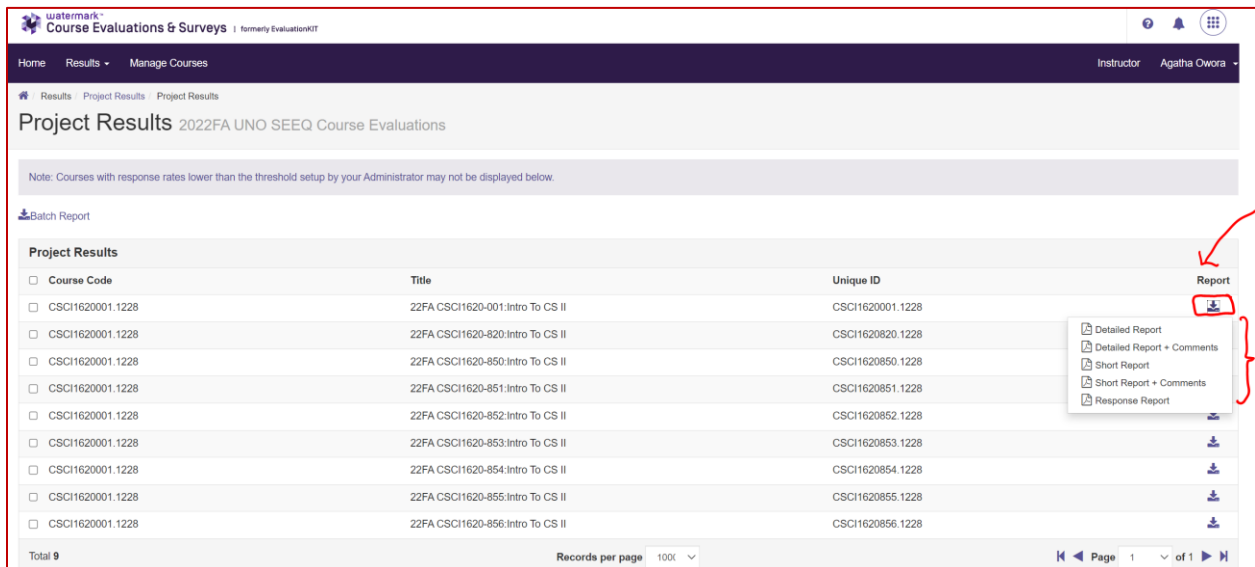 watermark™
Course Evaluations & Surveys | formerly EvaluationKIT
Home Results Manage Courses Instructor Agatha Owora
/ Results / Project Results / Project Results
Project Results 2022FA UNO SEEQ Course Evaluations
Note: Courses with response rates lower than the threshold setup by your Administrator may not be displayed below.
Batch Report
Project Results
Course Code Title Unique ID Report
CSCI1620001.1228 22FA CSCI1620-001:Intro To CS II CSCI1620001.1228
CSCI1620001.1228 22FA CSCI1620-820:Intro To CS II CSCI1620820.1228
CSCI1620001.1228 22FA CSCI1620-850:Intro To CS II CSCI1620850.1228
CSCI1620001.1228 22FA CSCI1620-851:Intro To CS II CSCI1620851.1228
CSCI1620001.1228 22FA CSCI1620-852:Intro To CS II CSCI1620852.1228
CSCI1620001.1228 22FA CSCI1620-853:Intro To CS II CSCI1620853.1228
CSCI1620001.1228 22FA CSCI1620-854:Intro To CS II CSCI1620854.1228
CSCI1620001.1228 22FA CSCI1620-855:Intro To CS II CSCI1620855.1228
CSCI1620001.1228 22FA CSCI1620-856:Intro To CS II CSCI1620856.1228
Detailed Report
Detailed Report + Comments
Short Report
Short Report + Comments
Response Report
Total 9 Records per page Page 1 of 1